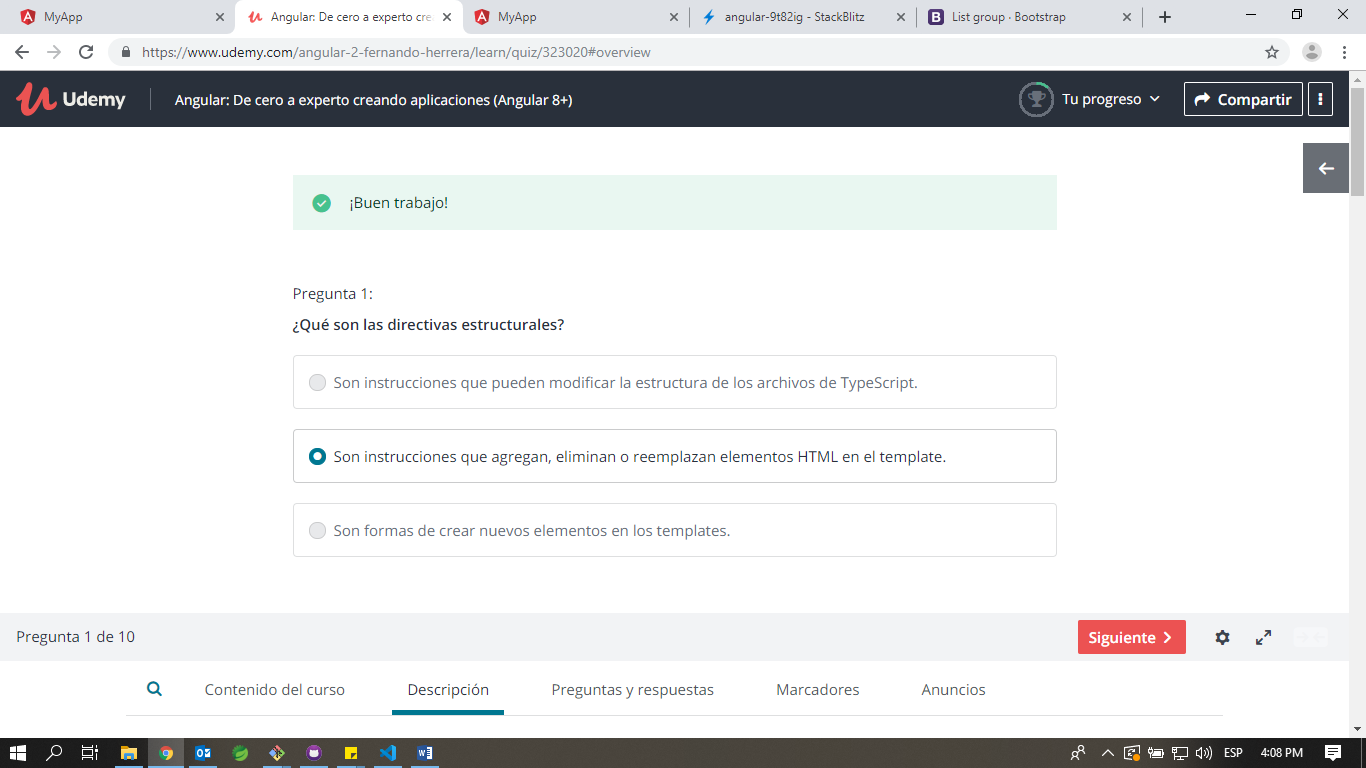 MyApp
Angular: De cero a experto cre
MyApp
angular-9t82ig - StackBlitz
List group · Bootstrap
https://www.udemy.com/angular-2-fernando-herrera/learn/quiz/323020#overview
Udemy
Angular: De cero a experto creando aplicaciones (Angular 8+)
Tu progreso
Compartir
¡Buen trabajo!
Pregunta 1:
¿Qué son las directivas estructurales?
Son instrucciones que pueden modificar la estructura de los archivos de TypeScript.
Son instrucciones que agregan, eliminan o reemplazan elementos HTML en el template.
Son formas de crear nuevos elementos en los templates.
Pregunta 1 de 10
Siguiente
Contenido del curso
Descripción
Preguntas y respuestas
Marcadores
Anuncios
ESP
4:08 PM